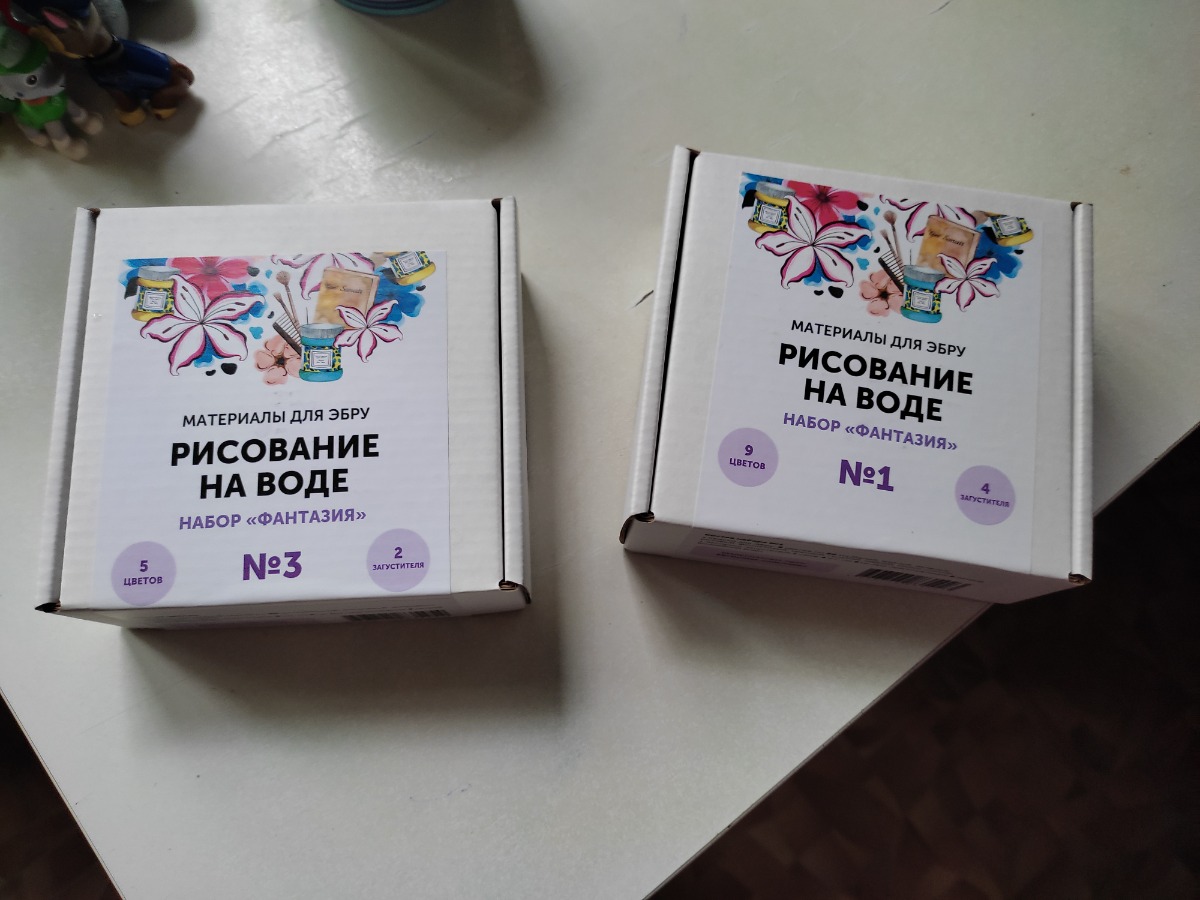 МАТЕРИАЛЫ ДЛЯ ЭБРУ
РИСОВАНИЕ
НА ВОДЕ
НАБОР «ФАНТАЗИЯ»
№3
5
ЦВЕТОВ
2
ЗАГУСТИТЕЛЯ
МАТЕРИАЛЫ ДЛЯ ЭБРУ
РИСОВАНИЕ
НА ВОДЕ
НАБОР «ФАНТАЗИЯ»
№1
9
ЦВЕТОВ
4
ЗАГУСТИТЕЛЯ